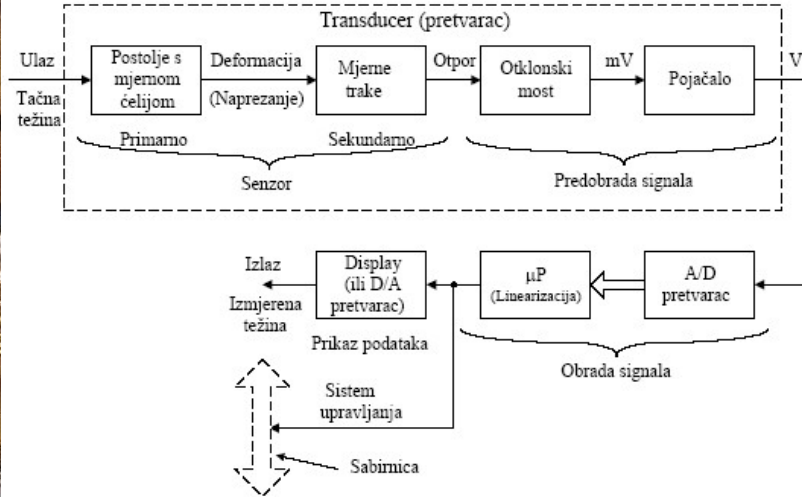 Transducer (pretvarac)
Ulaz
Tačna
težina
Postolje s
mjernom
ćelijom
Deformacija
(Naprezanje)
Mjerne
trake
Otpor
Otklonski
most
mV
Pojačalo
V
Primarno
Sekundarno
Senzor
Predobrada signala
Izlaz
Izmjerena
težina
Display
(ili D/A
pretvarac)
µP
(Linearizacija)
A/D
pretvarac
Prikaz podataka
Obrada signala
Sistem
upravljanja
Sabirnica